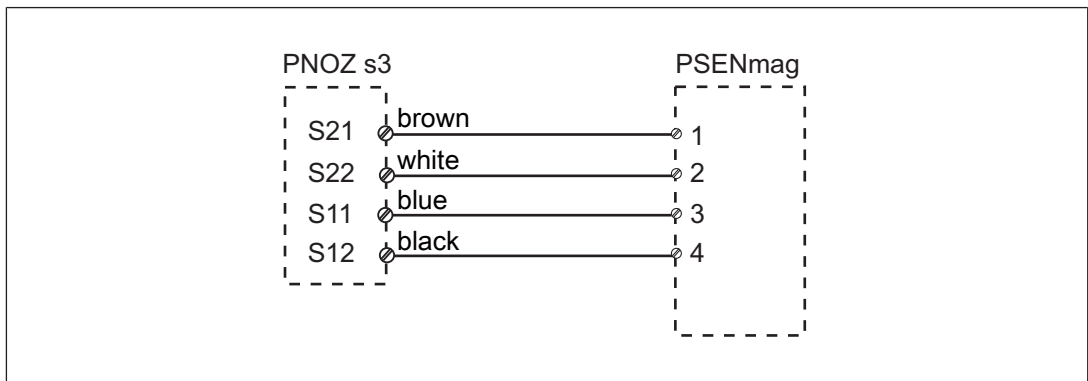 PNOZ s3 PSENmag
S21 brown 1
S22 white 2
S11 blue 3
S12 black 4